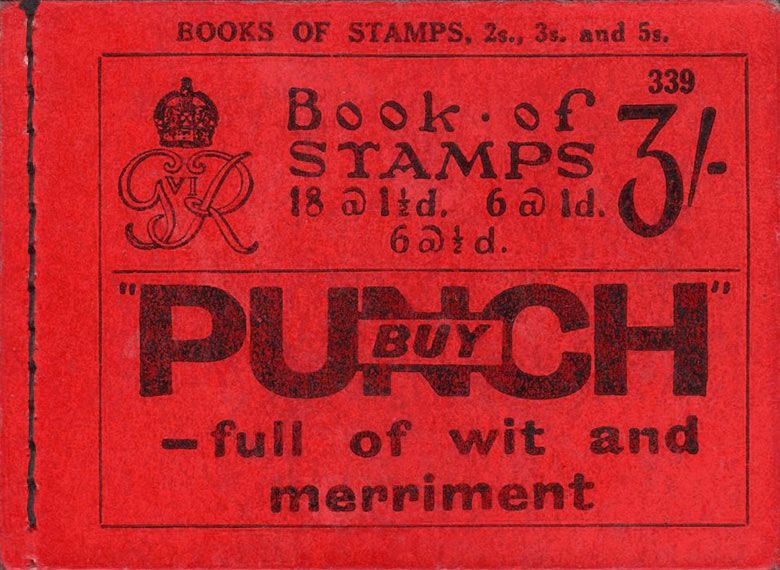 BOOKS OF STAMPS, 2s., 3s. and 5s.
339
GVIR
Book·of
STAMPS
3/-
18 @ 1½d. 6 @ 1d.
6 @ ½d.
"PUNCH"
BUY
-full of wit and
merriment